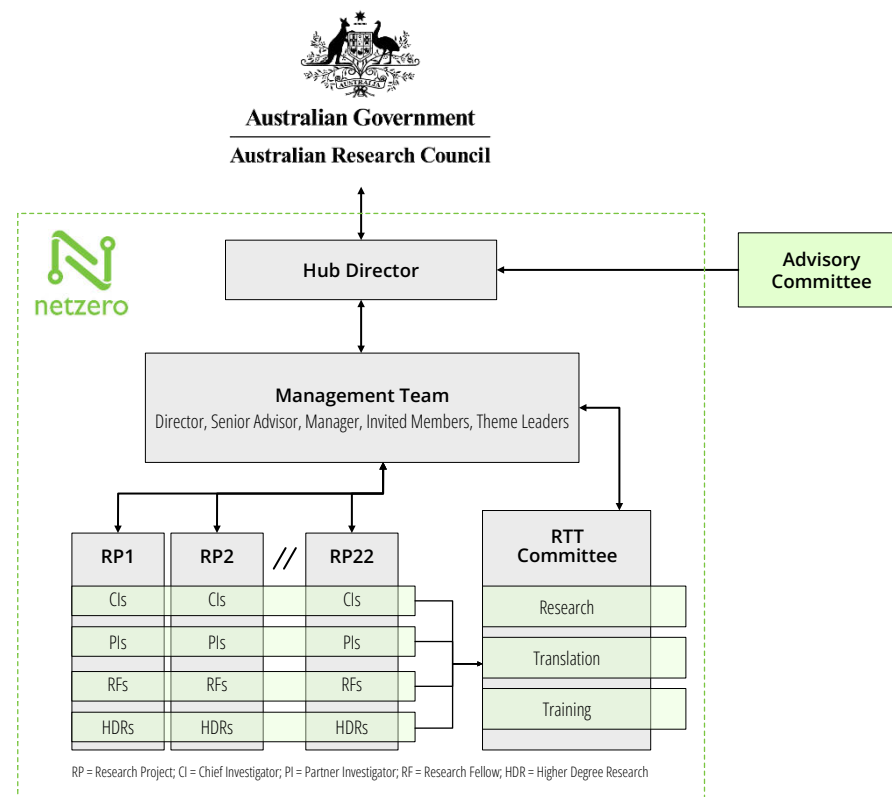 AUSTRALIA
Australian Government
Australian Research Council
netzero
Hub Director
Advisory
Committee
Management Team
Director, Senior Advisor, Manager, Invited Members, Theme Leaders
RP1
RP2
//
RP22
RTT
Committee
CIs
CIs
CIs
PIs
PIs
PIs
RFs
RFs
RFs
HDRs
HDRs
HDRs
Research
Translation
Training
RP = Research Project; CI = Chief Investigator; PI = Partner Investigator; RF = Research Fellow; HDR = Higher Degree Research